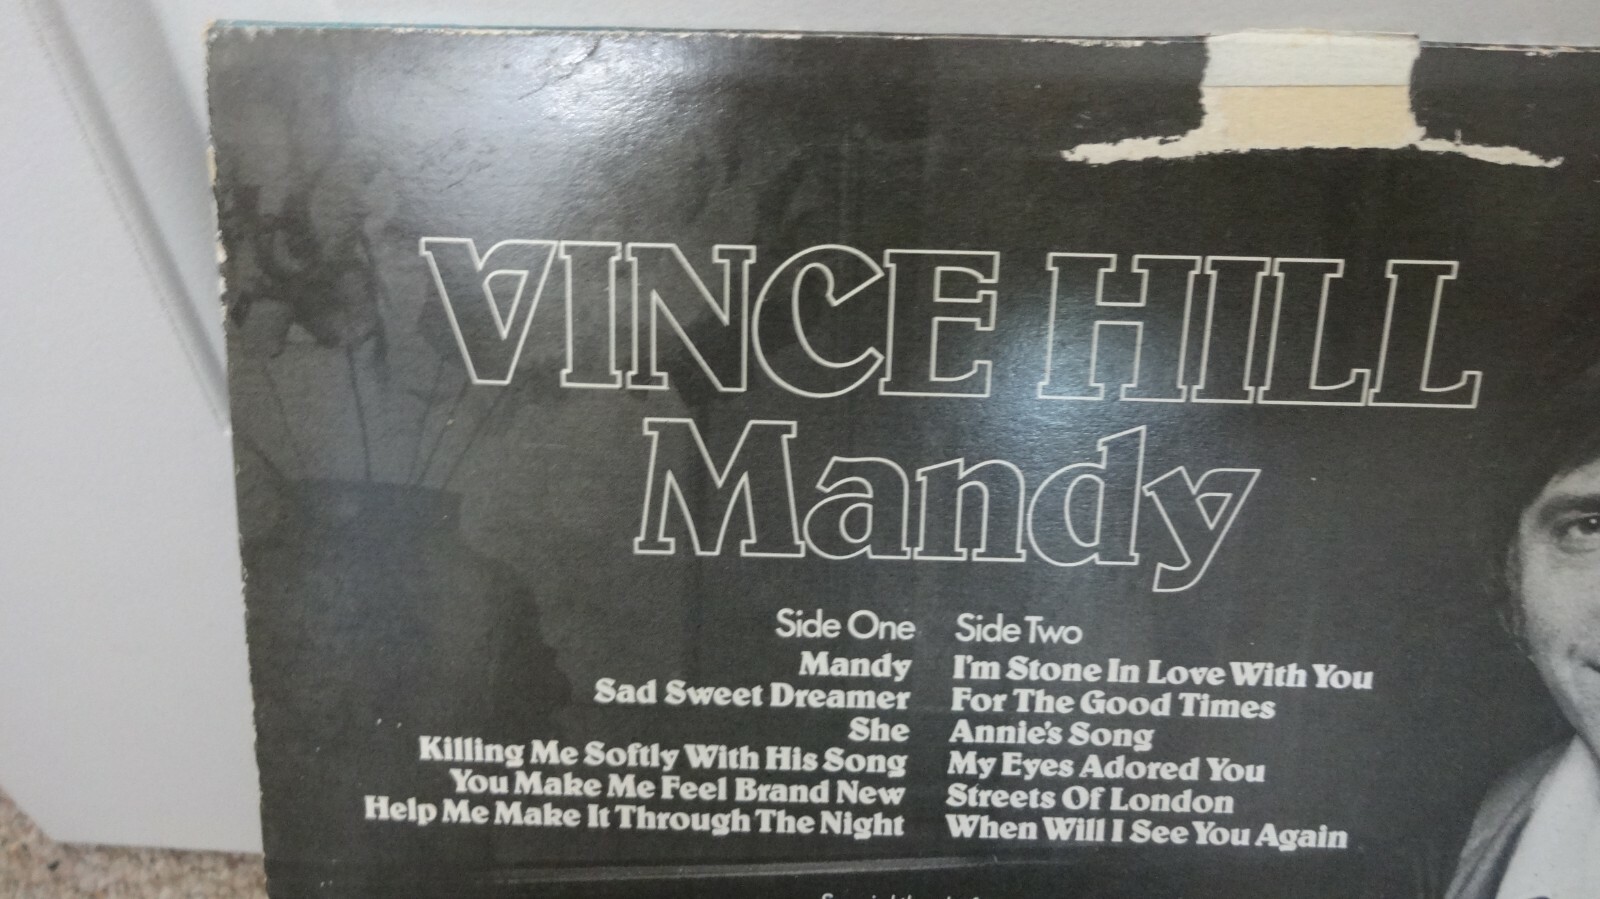 VINCE HILL
Mandy
Side One
Mandy
Sad Sweet Dreamer
She
Killing Me Softly With His Song
You Make Me Feel Brand New
Help Me Make It Through The Night
Side Two
I'm Stone In Love With You
For The Good Times
Annie's Song
My Eyes Adored You
Streets Of London
When Will I See You Again